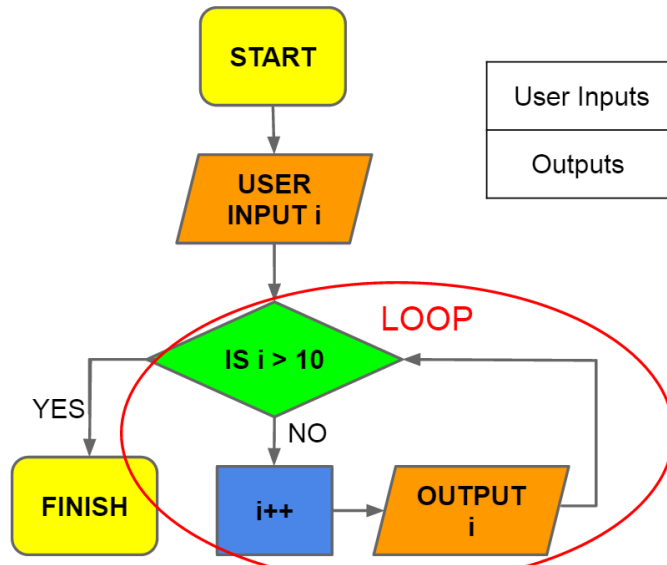 START
User Inputs
Outputs
USER
INPUT i
LOOP
IS i > 10
YES
NO
FINISH
i++
OUTPUT
i